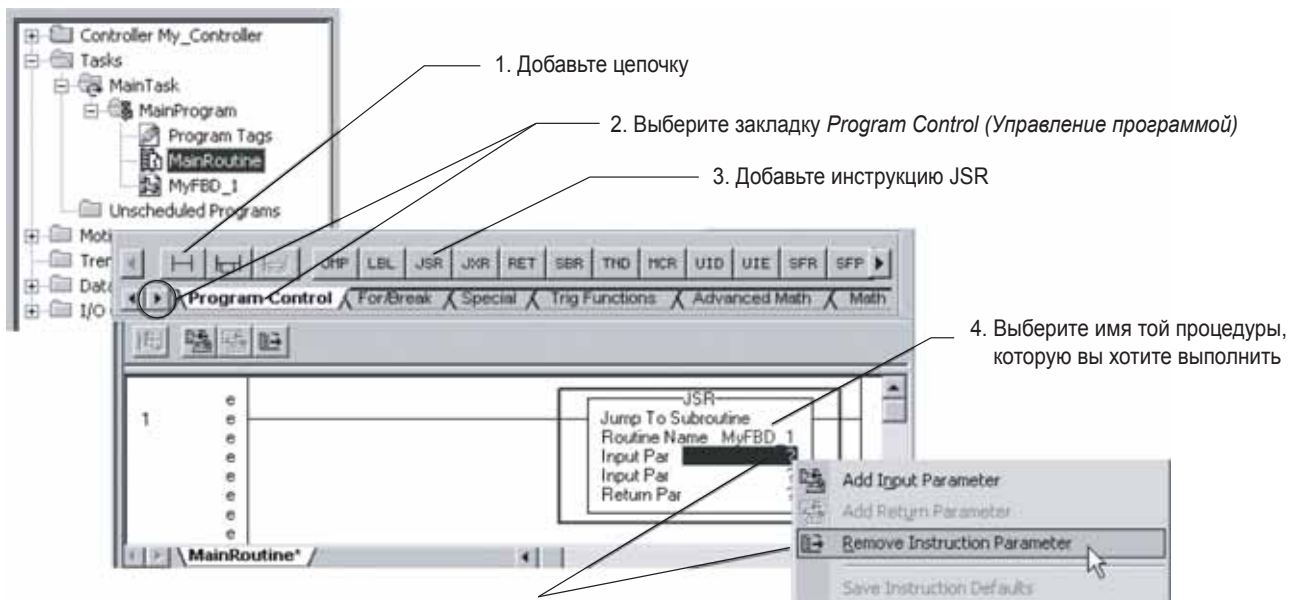 Controller My_Controller
Tasks
MainTask
MainProgram
Program Tags
MainRoutine
MyFBD_1
Unscheduled Programs
Moti
Tren
Data
I/O
1. Добавьте цепочку
2. Выберите закладку Program Control (Управление программой)
3. Добавьте инструкцию JSR
JMP LBL JSR JXR RET SBR TND MCR UID UIE SFR SFP
Program Control For/Break Special Trig Functions Advanced Math Math
4. Выберите имя той процедуры,
которую вы хотите выполнить
1
e
e
e
e
e
e
e
e
JSR
Jump To Subroutine
Routine Name MyFBD_1
Input Par ?
Input Par ?
Return Par ?
MainRoutine*
Add Input Parameter
Add Return Parameter
Remove Instruction Parameter
Save Instruction Defaults